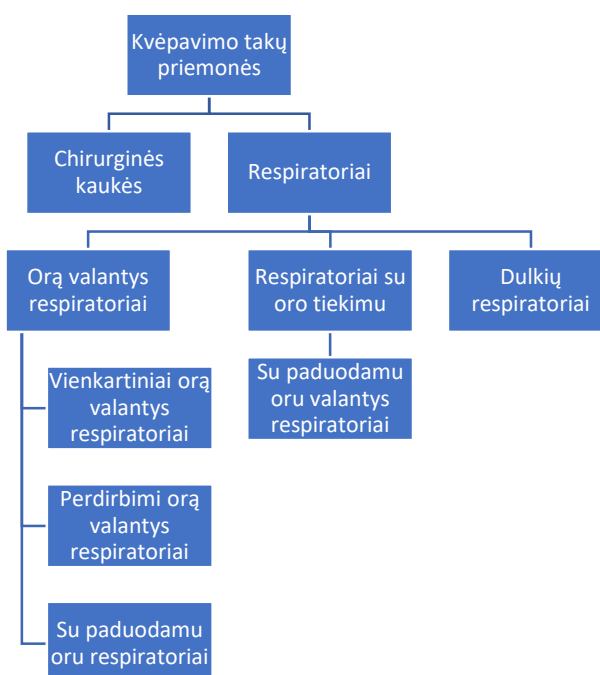 Kvėpavimo takų
priemonės
Chirurginės
kaukės
Respiratoriai
Orą valantys
respiratoriai
Respiratoriai su
oro tiekimu
Dulkių
respiratoriai
Vienkartiniai orą
valantys
respiratoriai
Su paduodamu
oru valantys
respiratoriai
Perdirbimi orą
valantys
respiratoriai
Su paduodamu
oru respiratoriai